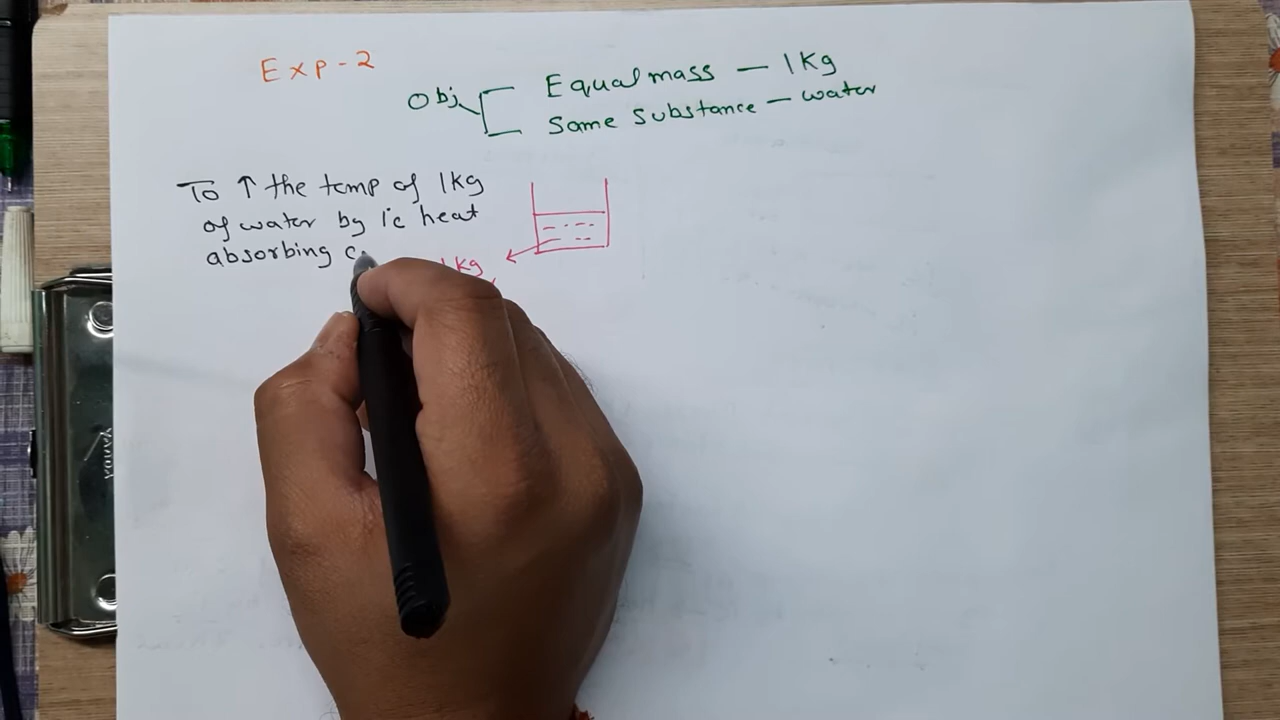 Exp-2
Obj
Equal mass — 1Kg
Same substance — water
To ↑ the temp of 1Kg
of water by 1°c heat
absorbing
1Kg